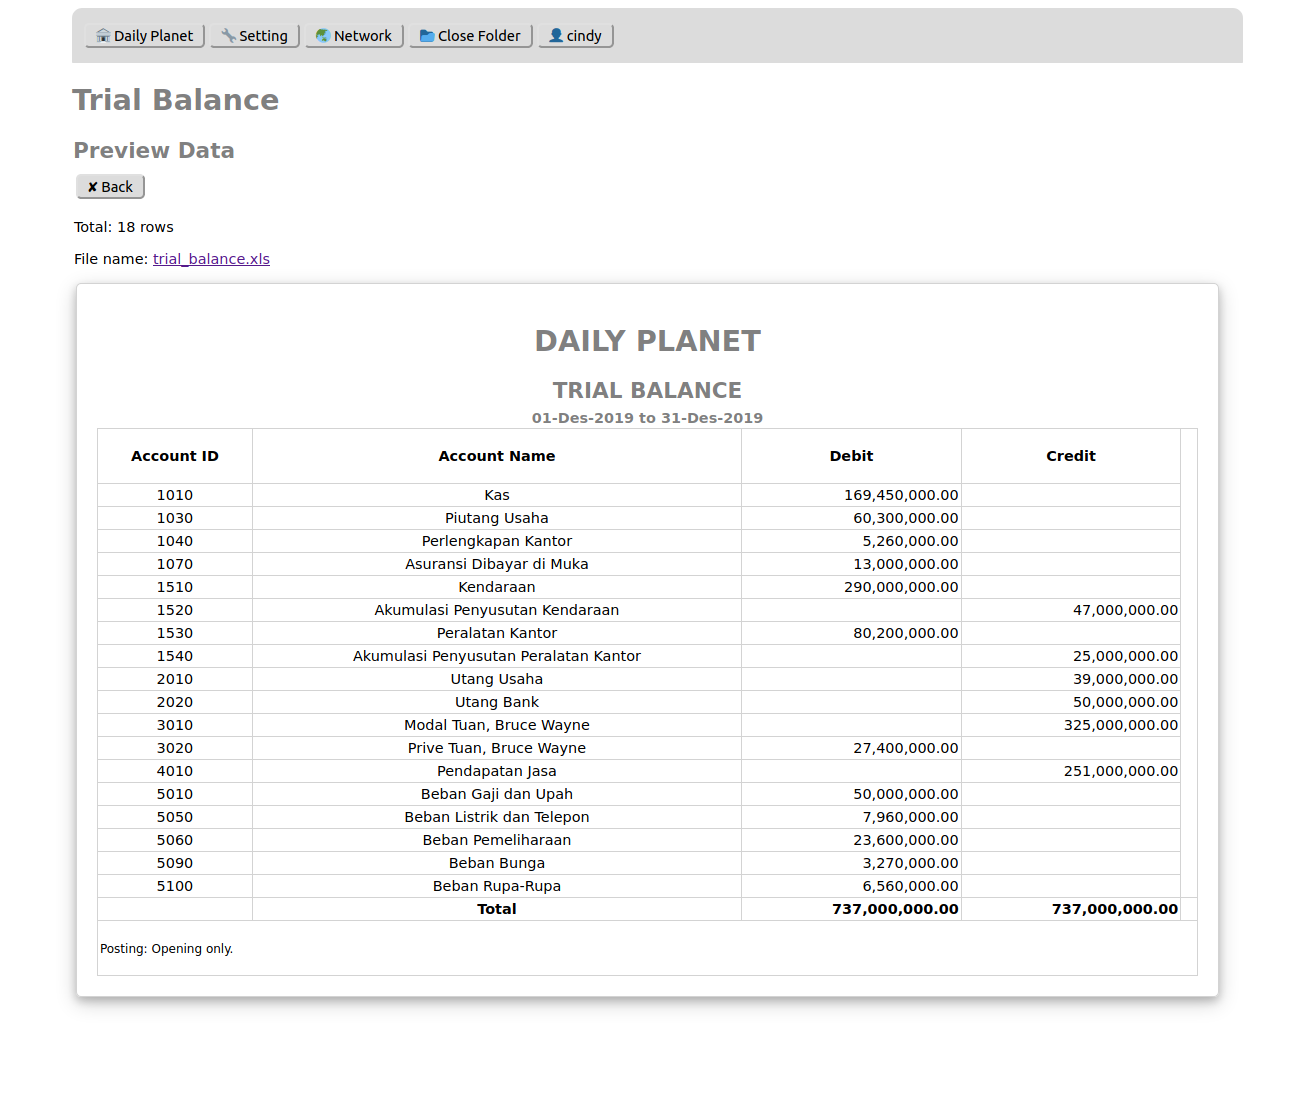 Daily Planet Setting Network Close Folder cindy
Trial Balance
Preview Data
✘ Back
Total: 18 rows
File name: trial_balance.xls
DAILY PLANET
TRIAL BALANCE
01-Des-2019 to 31-Des-2019
Account ID Account Name Debit Credit
1010 Kas 169,450,000.00
1030 Piutang Usaha 60,300,000.00
1040 Perlengkapan Kantor 5,260,000.00
1070 Asuransi Dibayar di Muka 13,000,000.00
1510 Kendaraan 290,000,000.00
1520 Akumulasi Penyusutan Kendaraan 47,000,000.00
1530 Peralatan Kantor 80,200,000.00
1540 Akumulasi Penyusutan Peralatan Kantor 25,000,000.00
2010 Utang Usaha 39,000,000.00
2020 Utang Bank 50,000,000.00
3010 Modal Tuan, Bruce Wayne 325,000,000.00
3020 Prive Tuan, Bruce Wayne 27,400,000.00
4010 Pendapatan Jasa 251,000,000.00
5010 Beban Gaji dan Upah 50,000,000.00
5050 Beban Listrik dan Telepon 7,960,000.00
5060 Beban Pemeliharaan 23,600,000.00
5090 Beban Bunga 3,270,000.00
5100 Beban Rupa-Rupa 6,560,000.00
Total 737,000,000.00 737,000,000.00
Posting: Opening only.